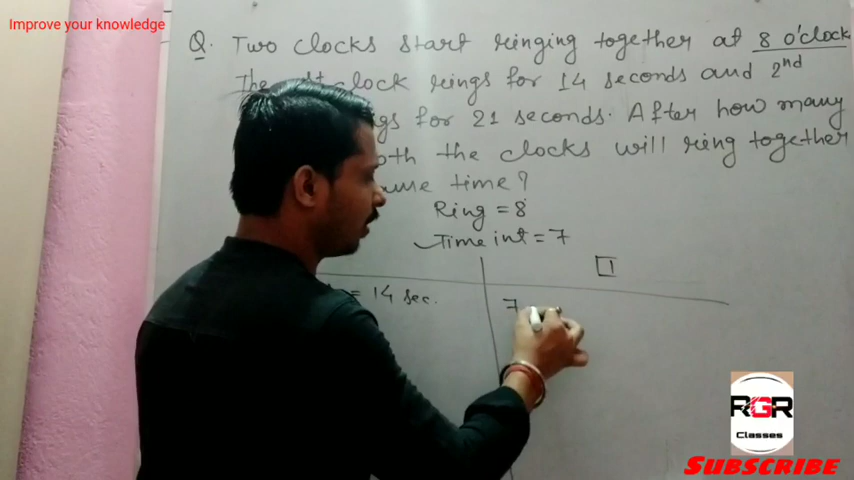 Improve your knowledge
Q. Two clocks start ringing together at 8 o'clock
The clock rings for 14 seconds and 2nd
for 21 seconds. After how many
the clocks will ring together
time?
Ring = 8
Time int = 7
1
= 14 sec.
7
RGR
Classes
SUBSCRIBE